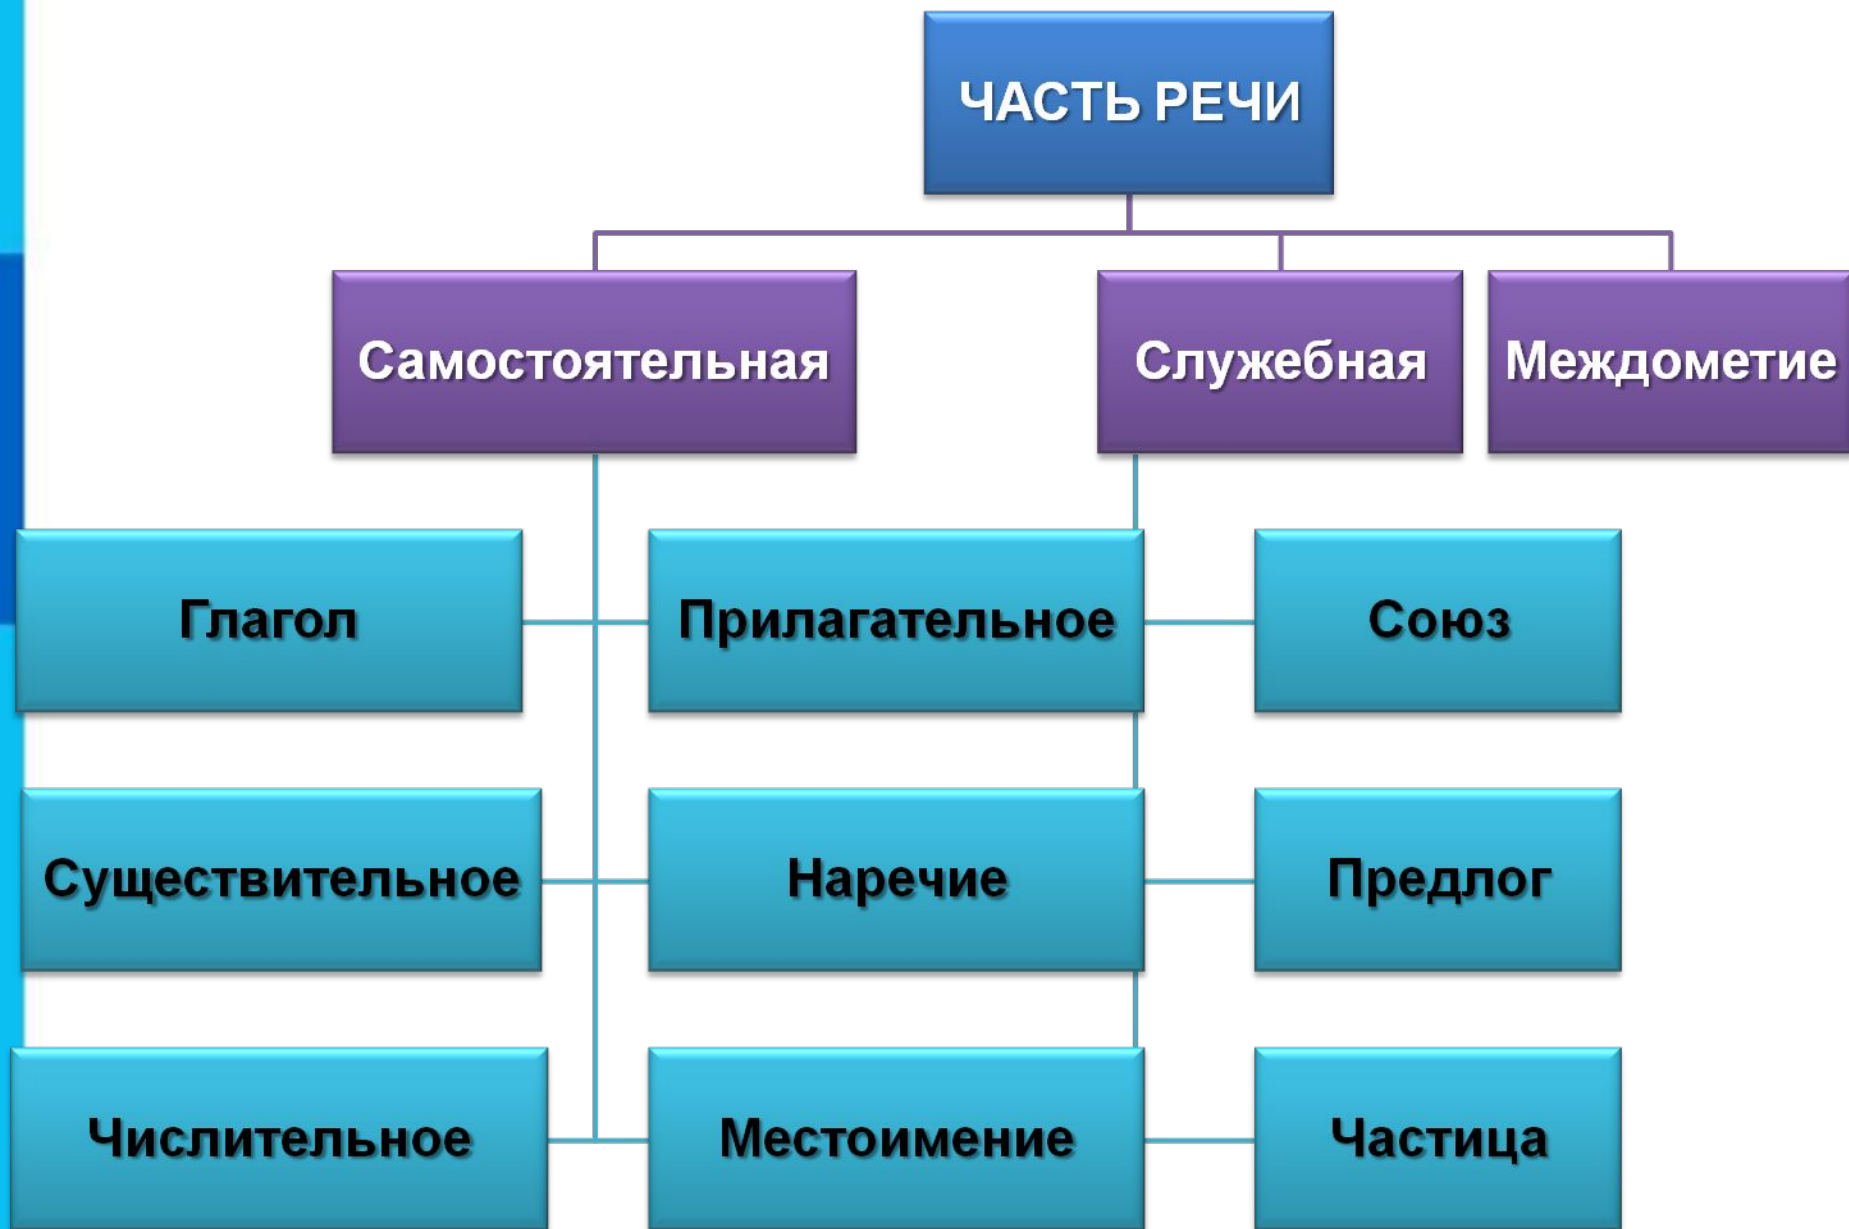 ЧАСТЬ РЕЧИ
Самостоятельная
Служебная
Междометие
Глагол
Прилагательное
Союз
Существительное
Наречие
Предлог
Числительное
Местоимение
Частица